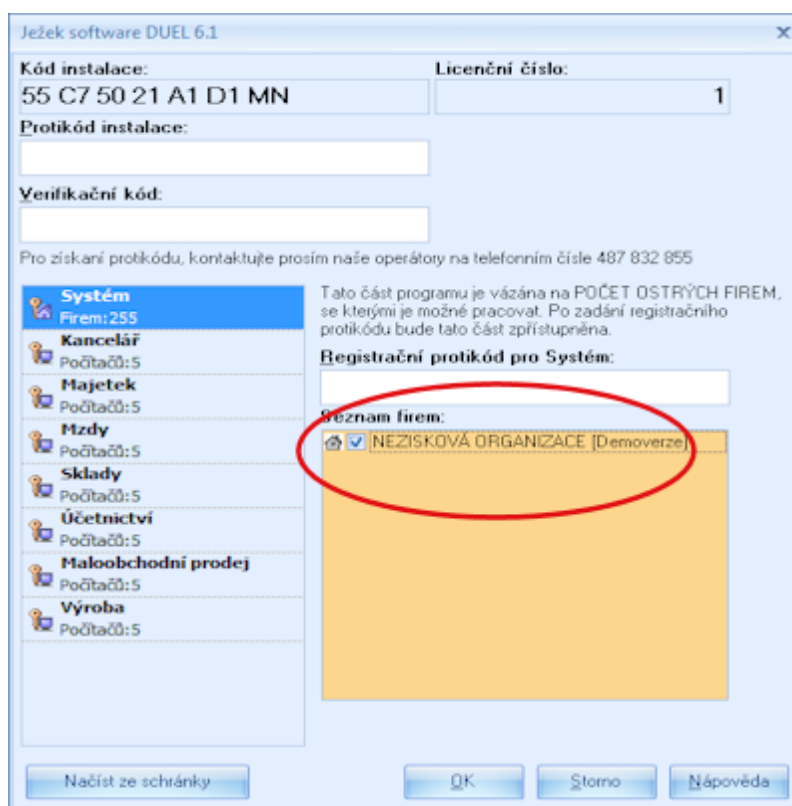 Ježek software DUEL 6.1
Kód instalace:
Licenční číslo:
55 C7 50 21 A1 D1 MN
1
Protikód instalace:
Verifikační kód:
Pro získaní protikódu, kontaktujte prosím naše operátory na telefonním čísle 487 832 855
Systém
Firem:255
Kancelář
Počítačů:5
Majetek
Počítačů:5
Mzdy
Počítačů:5
Sklady
Počítačů:5
Účetnictví
Počítačů:5
Maloobchodní prodej
Počítačů:5
Výroba
Počítačů:5
Tato část programu je vázána na POČET OSTRÝCH FIREM,
se kterými je možné pracovat. Po zadání registračního
protikódu bude tato část zpřístupněna.
Registrační protikód pro Systém:
Seznam firem:
NEZISKOVÁ ORGANIZACE [Demoverze]
Načíst ze schránky
OK
Storno
Nápověda